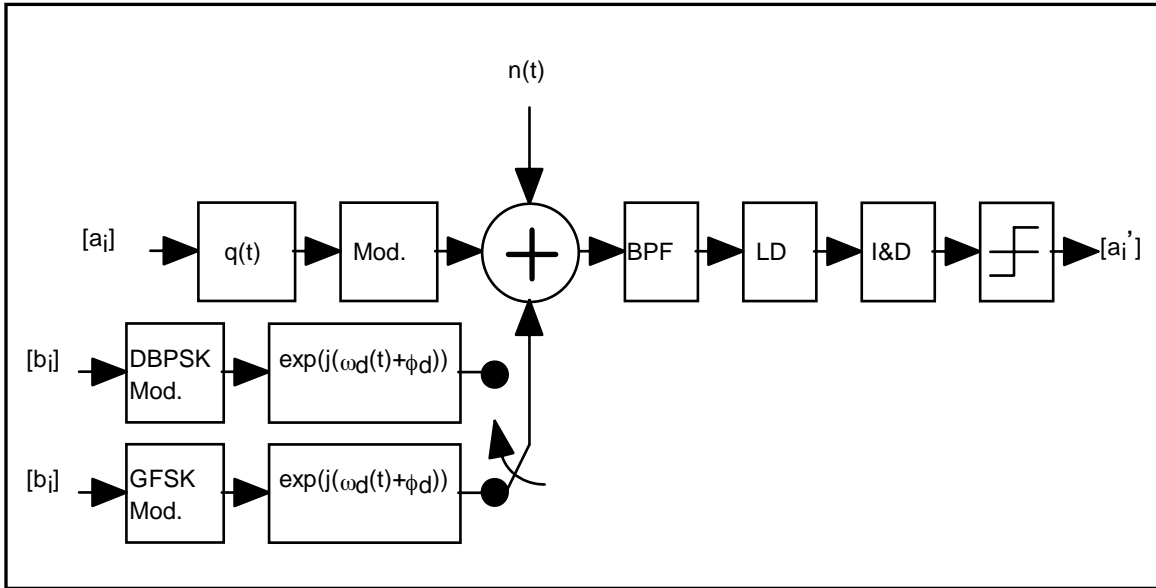 n(t)
[ai]
q(t)
Mod.
BPF
LD
I&D
[ai']
[bi]
DBPSK
Mod.
exp(j(ωd(t)+ϕd))
[bi]
GFSK
Mod.
exp(j(ωd(t)+ϕd))